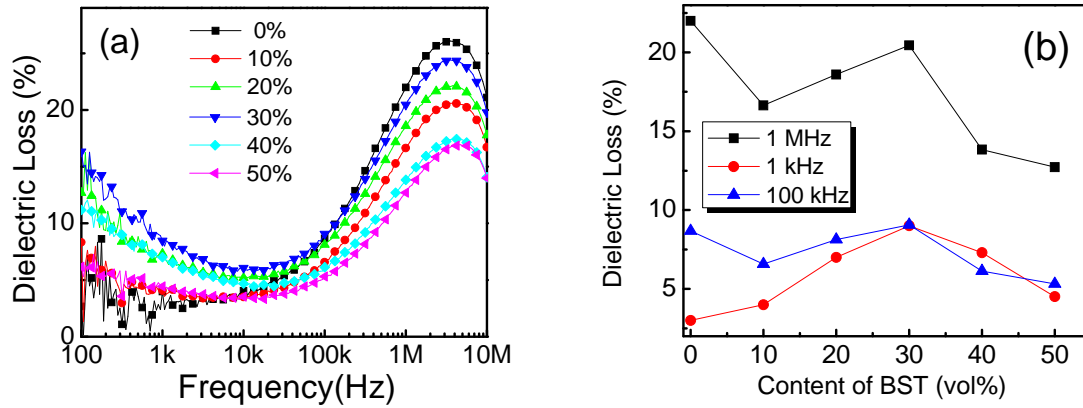 (a)
0%
10%
20%
30%
40%
50%
20
10
0
Dielectric Loss (%)
100 1k 10k 100k 1M 10M
Frequency(Hz)
(b)
1 MHz
1 kHz
100 kHz
20
15
10
5
Dielectric Loss (%)
0 10 20 30 40 50
Content of BST (vol%)